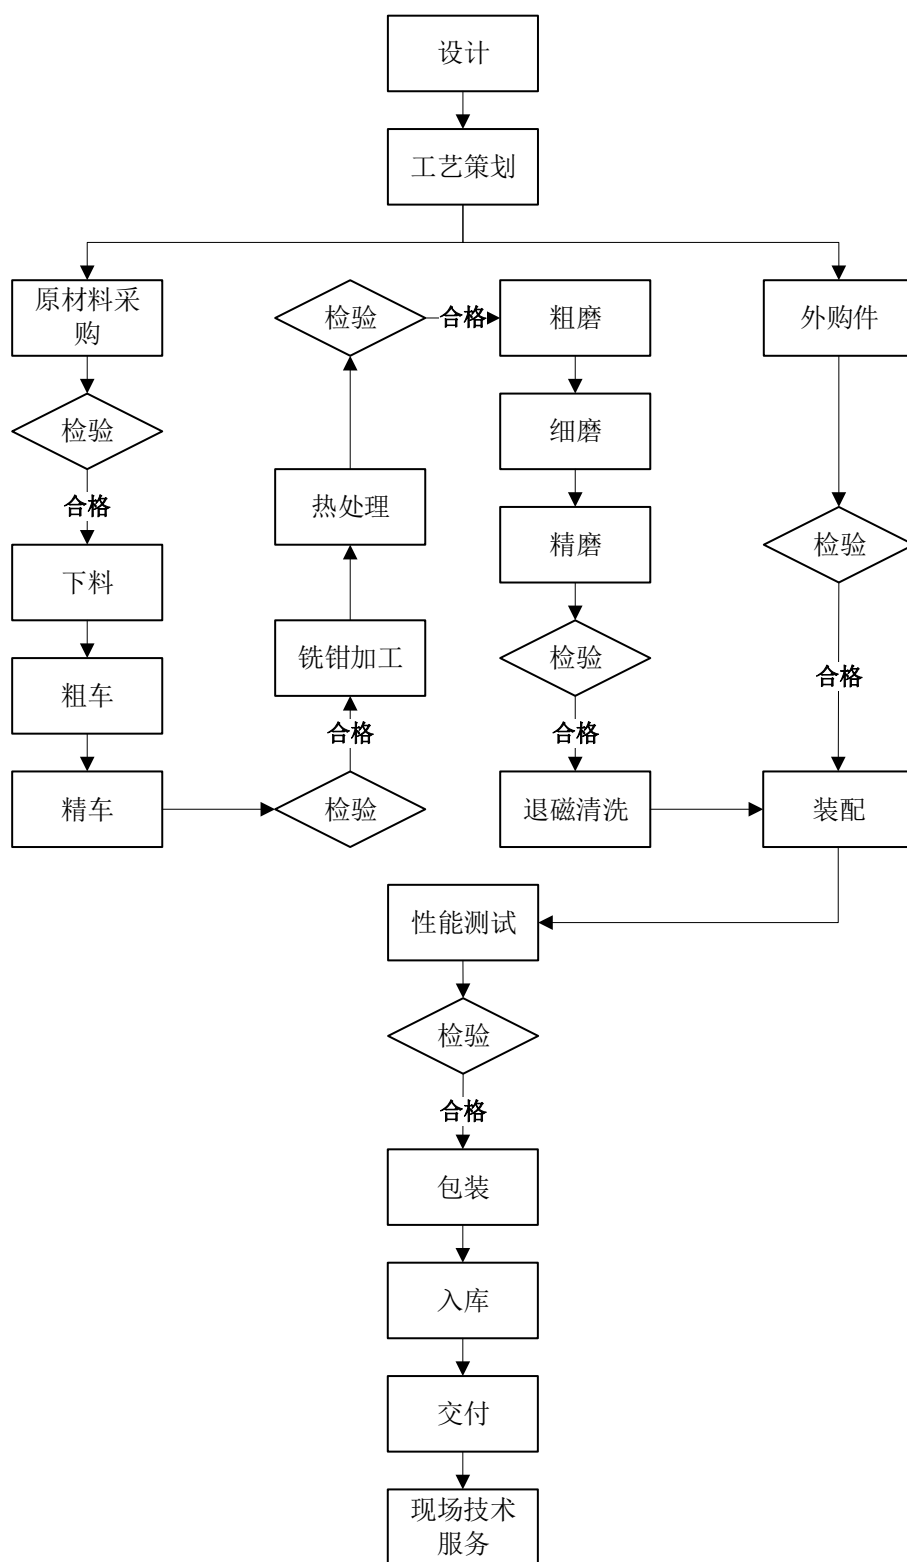 设计
工艺策划
原材料采
购
检验
合格
下料
粗车
精车
检验
合格
铣钳加工
热处理
检验
合格
粗磨
细磨
精磨
检验
合格
退磁清洗
外购件
检验
合格
装配
性能测试
检验
合格
包装
入库
交付
现场技术
服务